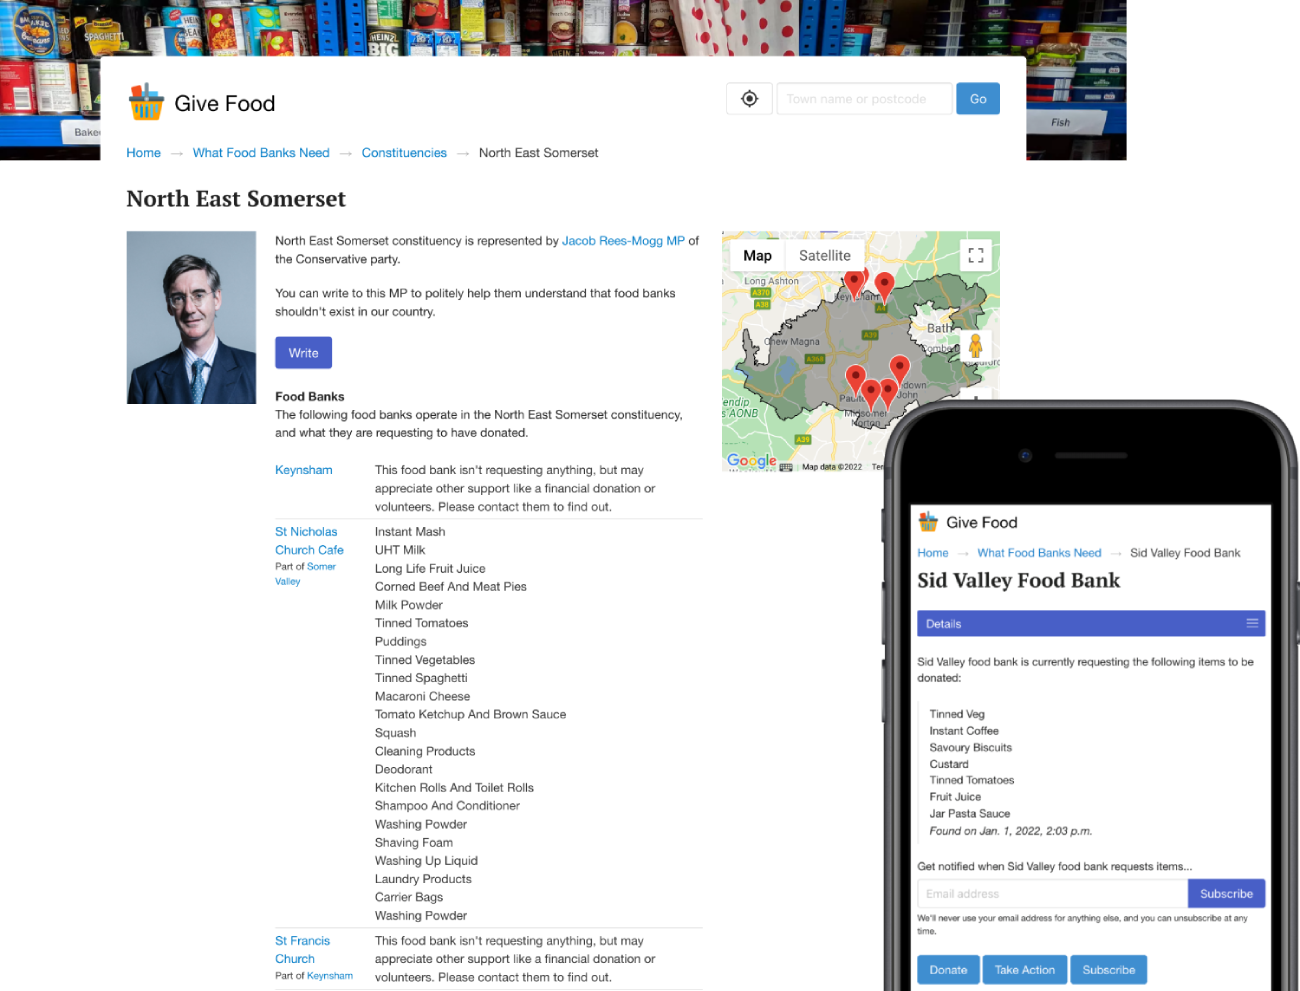 SPAGHETTI
HEINZ
BIG
Fish
Give Food
Town name or postcode
Go
Home → What Food Banks Need → Constituencies → North East Somerset
North East Somerset
North East Somerset constituency is represented by Jacob Rees-Mogg MP of
the Conservative party.
You can write to this MP to politely help them understand that food banks
shouldn't exist in our country.
Write
Food Banks
The following food banks operate in the North East Somerset constituency,
and what they are requesting to have donated.
Keynsham
This food bank isn't requesting anything, but may
appreciate other support like a financial donation or
volunteers. Please contact them to find out.
St Nicholas
Church Cafe
Part of Somer
Valley
Instant Mash
UHT Milk
Long Life Fruit Juice
Corned Beef And Meat Pies
Milk Powder
Tinned Tomatoes
Puddings
Tinned Vegetables
Tinned Spaghetti
Macaroni Cheese
Tomato Ketchup And Brown Sauce
Squash
Cleaning Products
Deodorant
Kitchen Rolls And Toilet Rolls
Shampoo And Conditioner
Washing Powder
Shaving Foam
Washing Up Liquid
Laundry Products
Carrier Bags
Washing Powder
St Francis
Church
Part of Keynsham
This food bank isn't requesting anything, but may
appreciate other support like a financial donation or
volunteers. Please contact them to find out.
Map Satellite
Long Ashton
A370
A38
A4
Bath
A39
Chew Magna
A368
Midsomer
Norton
A39
Google
Map data ©2022
Give Food
Home → What Food Banks Need → Sid Valley Food Bank
Sid Valley Food Bank
Details
Sid Valley food bank is currently requesting the following items to be
donated:
Tinned Veg
Instant Coffee
Savoury Biscuits
Custard
Tinned Tomatoes
Fruit Juice
Jar Pasta Sauce
Found on Jan. 1, 2022, 2:03 p.m.
Get notified when Sid Valley food bank requests items...
Email address
Subscribe
We'll never use your email address for anything else, and you can unsubscribe at any
time.
Donate
Take Action
Subscribe